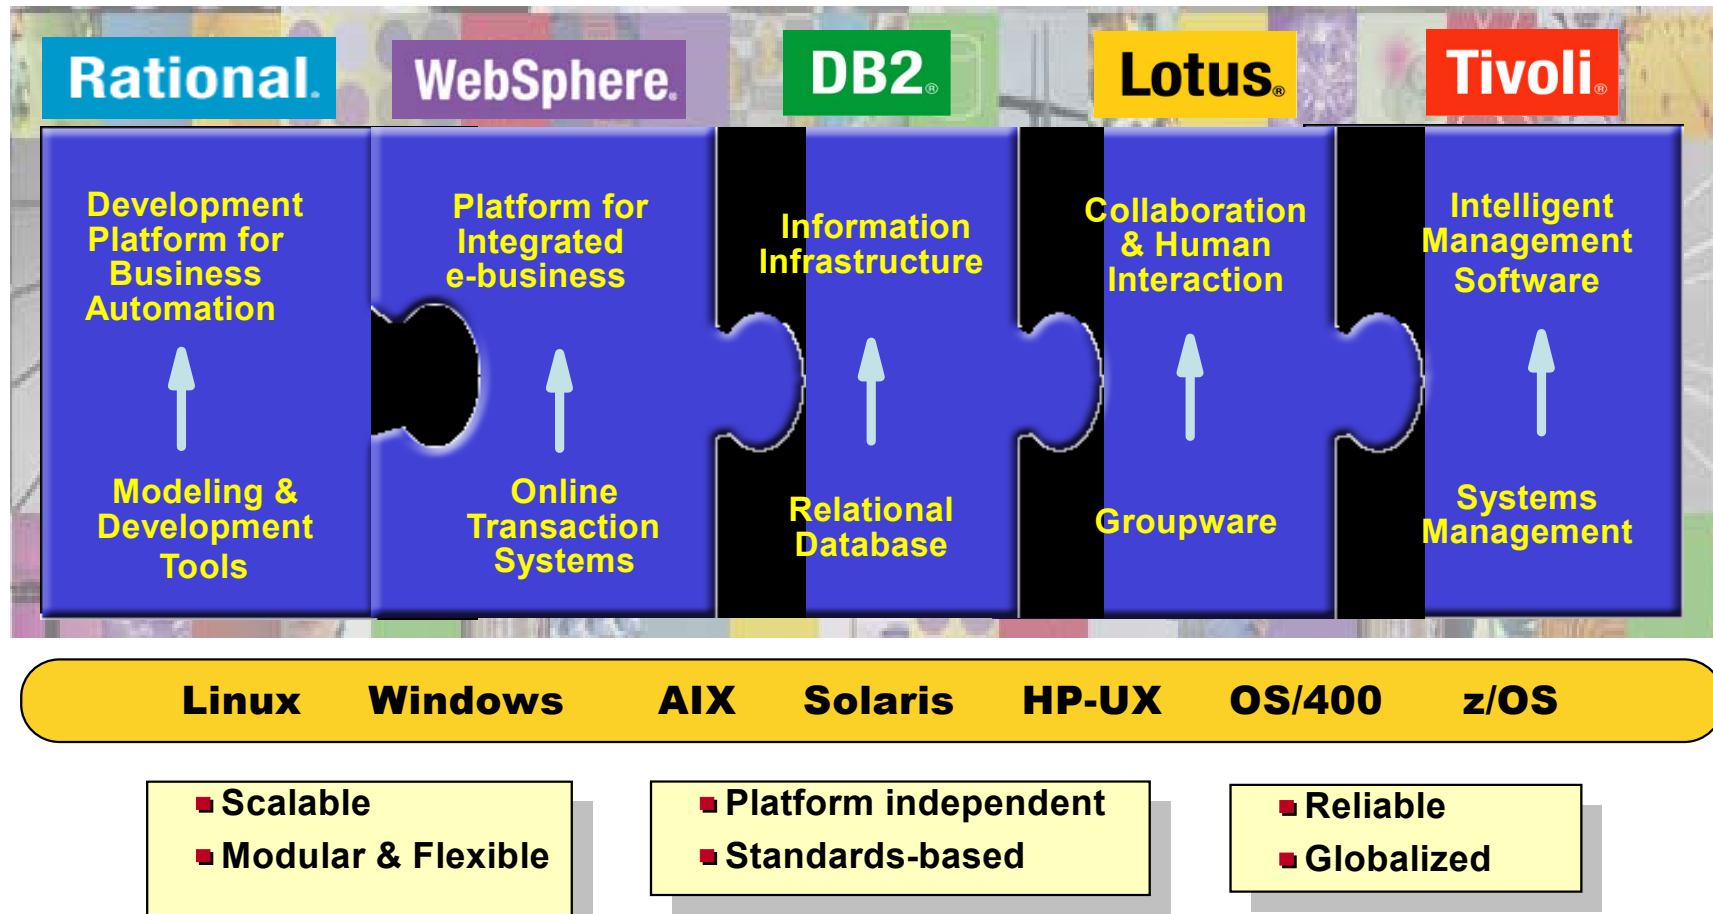 Rational.
WebSphere.
DB2®
Lotus®
Tivoli®
Development
Platform for
Business
Automation
Modeling &
Development
Tools
Platform for
Integrated
e-business
Online
Transaction
Systems
Information
Infrastructure
Relational
Database
Collaboration
& Human
Interaction
Groupware
Intelligent
Management
Software
Systems
Management
Linux Windows AIX Solaris HP-UX OS/400 z/OS
Scalable
Modular & Flexible
Platform independent
Standards-based
Reliable
Globalized